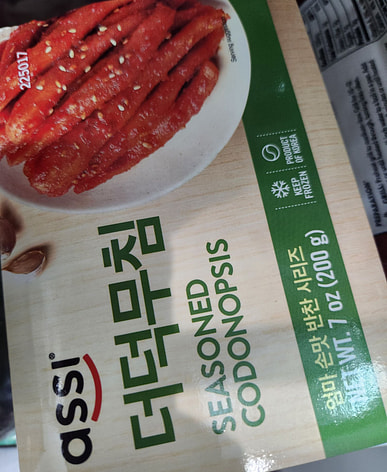 225017
assi®
더덕무침
SEASONED
CODONOPSIS
PRODUCT
OF KOREA
KEEP
FROZEN
엄마 손맛 반찬 시리즈
NET WT. 7 oz (200 g)